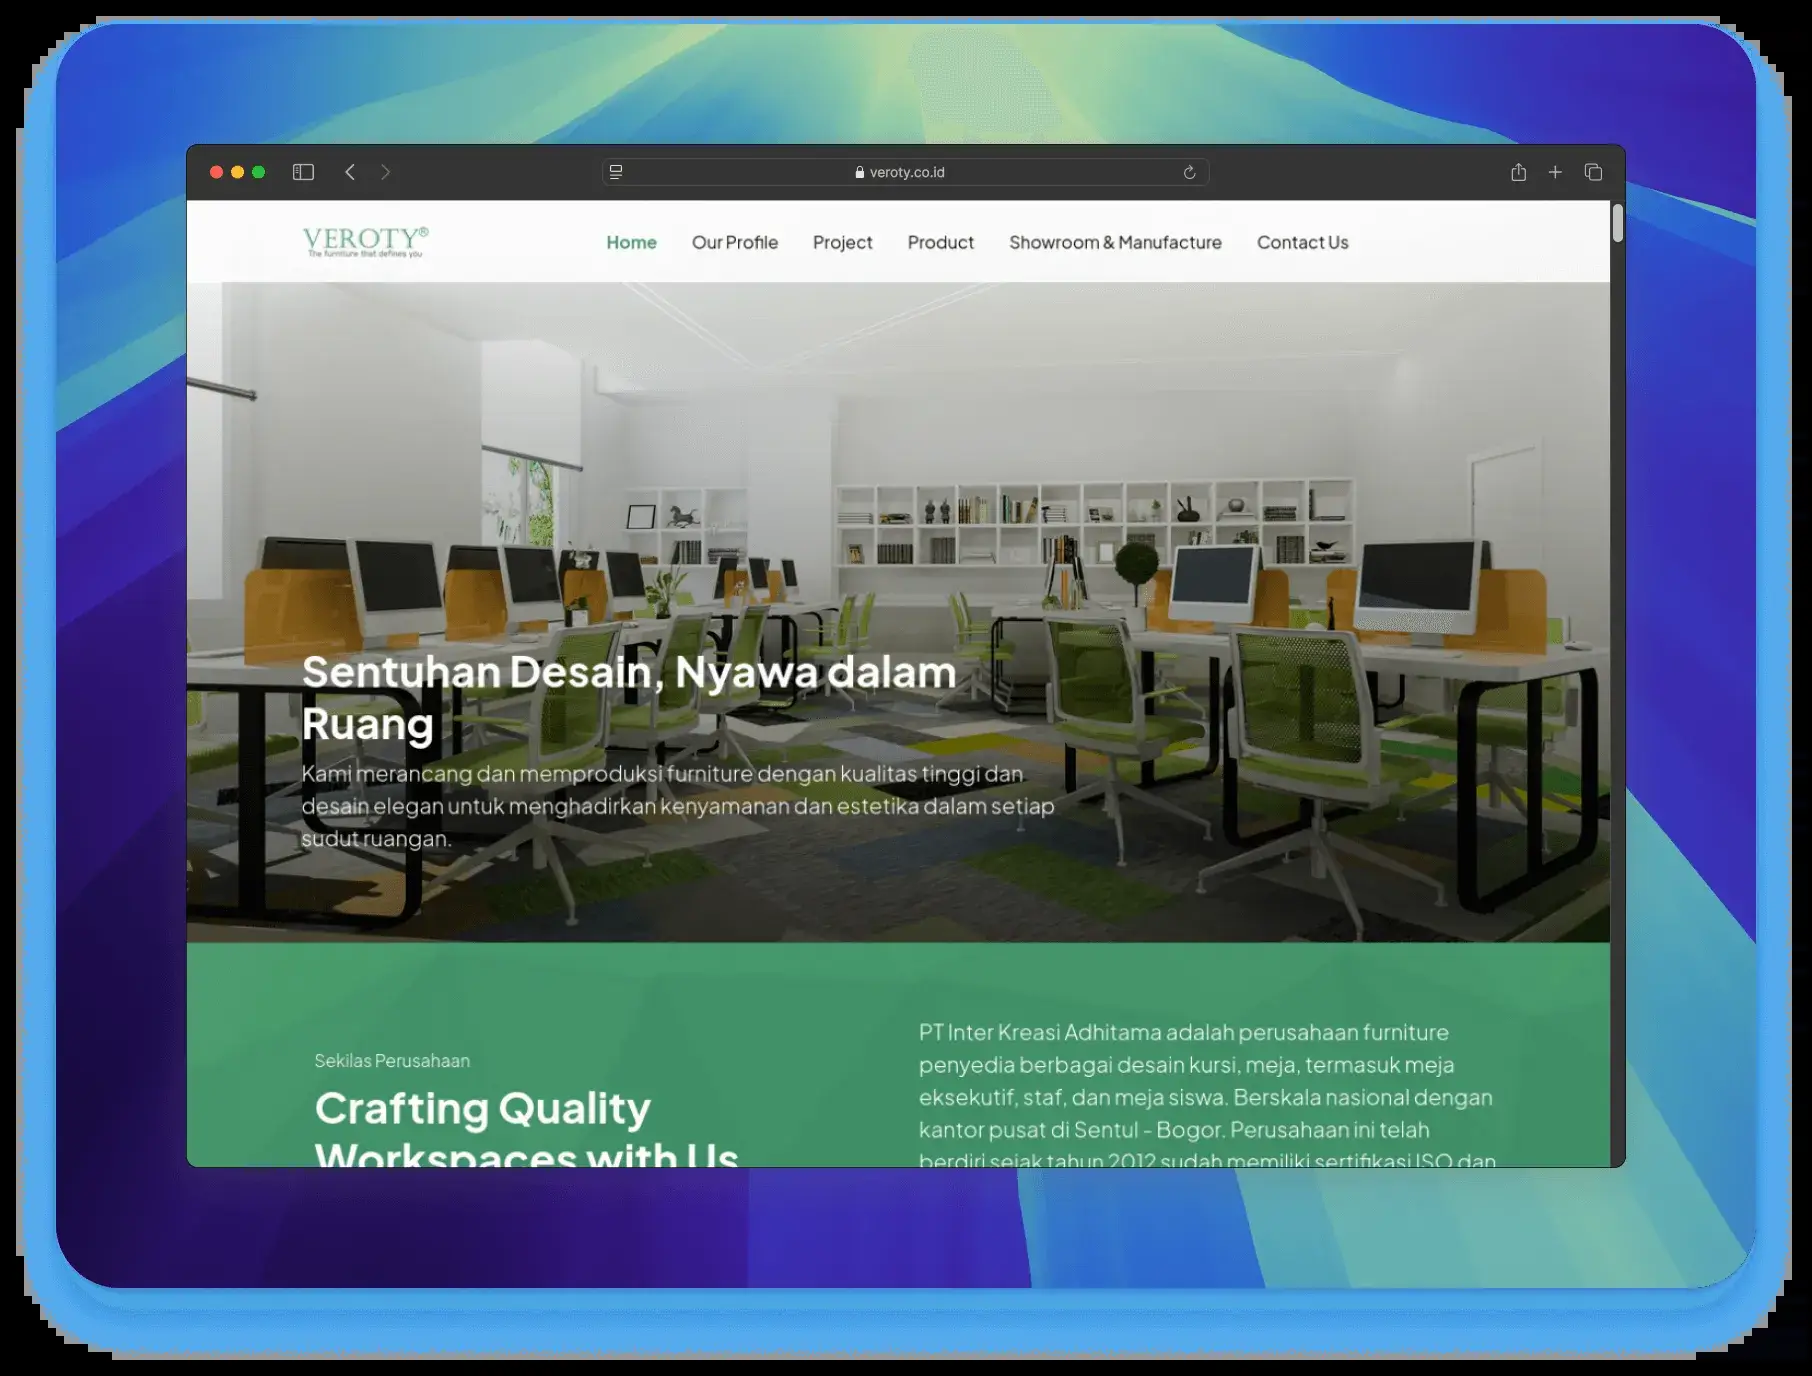 veroty.co.id
VEROTY®
The furniture that defines you
Home Our Profile Project Product Showroom & Manufacture Contact Us
Sentuhan Desain, Nyawa dalam
Ruang
Kami merancang dan memproduksi furniture dengan kualitas tinggi dan
desain elegan untuk menghadirkan kenyamanan dan estetika dalam setiap
sudut ruangan.
Sekilas Perusahaan
Crafting Quality
Workspaces with Us
PT Inter Kreasi Adhitama adalah perusahaan furniture
penyedia berbagai desain kursi, meja, termasuk meja
eksekutif, staf, dan meja siswa. Berskala nasional dengan
kantor pusat di Sentul - Bogor. Perusahaan ini telah
berdiri sejak tahun 2012 sudah memiliki sertifikasi ISO dan